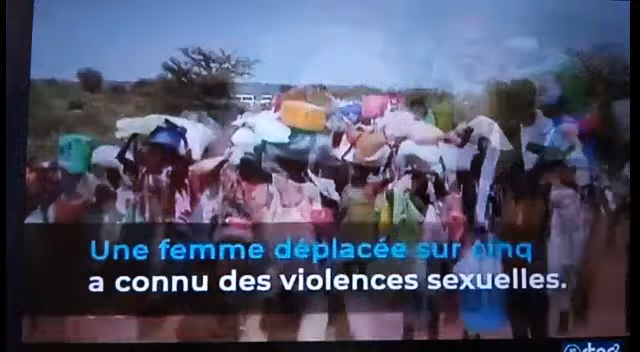 Une femme déplacée sur cinq
a connu des violences sexuelles.